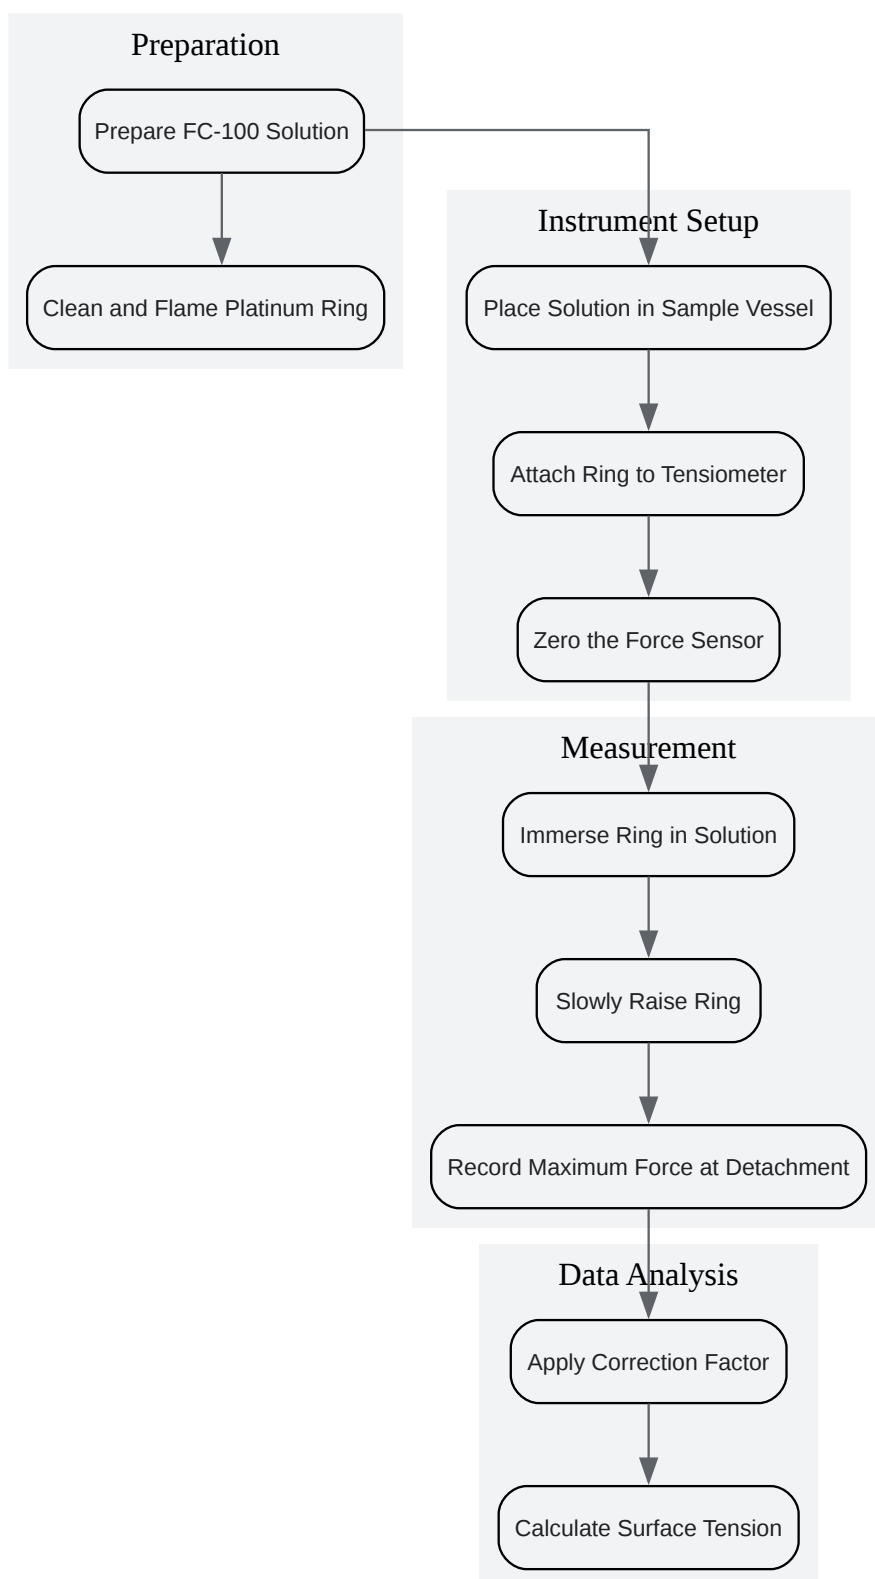 Preparation
Prepare FC-100 Solution
Clean and Flame Platinum Ring
Instrument Setup
Place Solution in Sample Vessel
Attach Ring to Tensiometer
Zero the Force Sensor
Measurement
Immerse Ring in Solution
Slowly Raise Ring
Record Maximum Force at Detachment
Data Analysis
Apply Correction Factor
Calculate Surface Tension